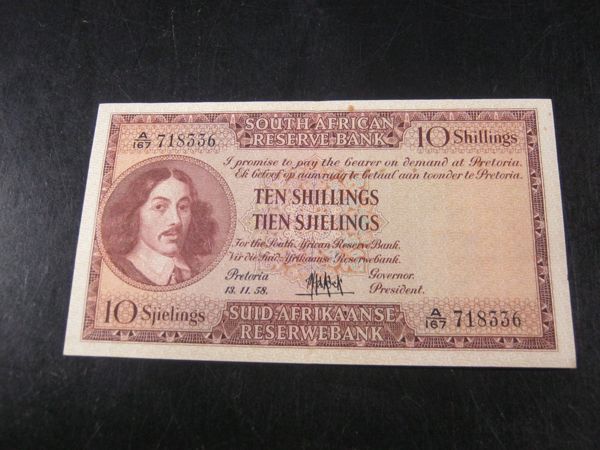 SOUTH AFRICAN
RESERVE BANK
A/167 718336
10 Shillings
I promise to pay the bearer on demand at Pretoria.
Ek beloof op aanvraag te betaal aan toonder te Pretoria.
TEN SHILLINGS
TIEN SJIELINGS
For the South African Reserve Bank.
Vir die Suid-Afrikaanse Reserwebank.
Pretoria
Governor.
13.11.58.
President.
10 Sjielings
SUID-AFRIKAANSE
RESERWEBANK
A/167 718336